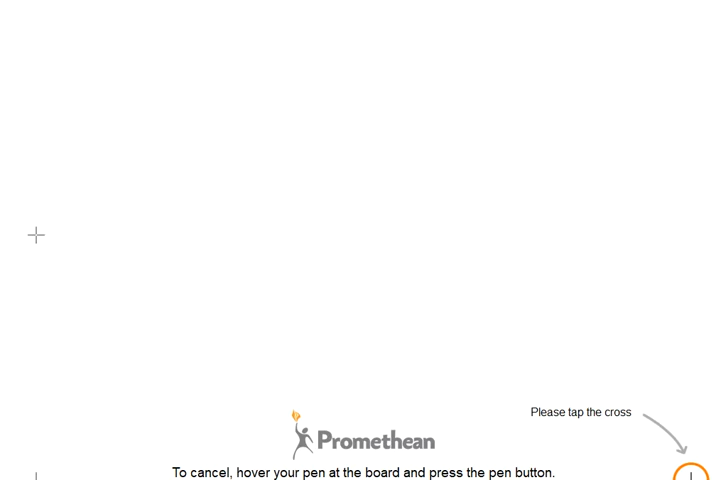 Please tap the cross
Promethean
To cancel, hover your pen at the board and press the pen button.